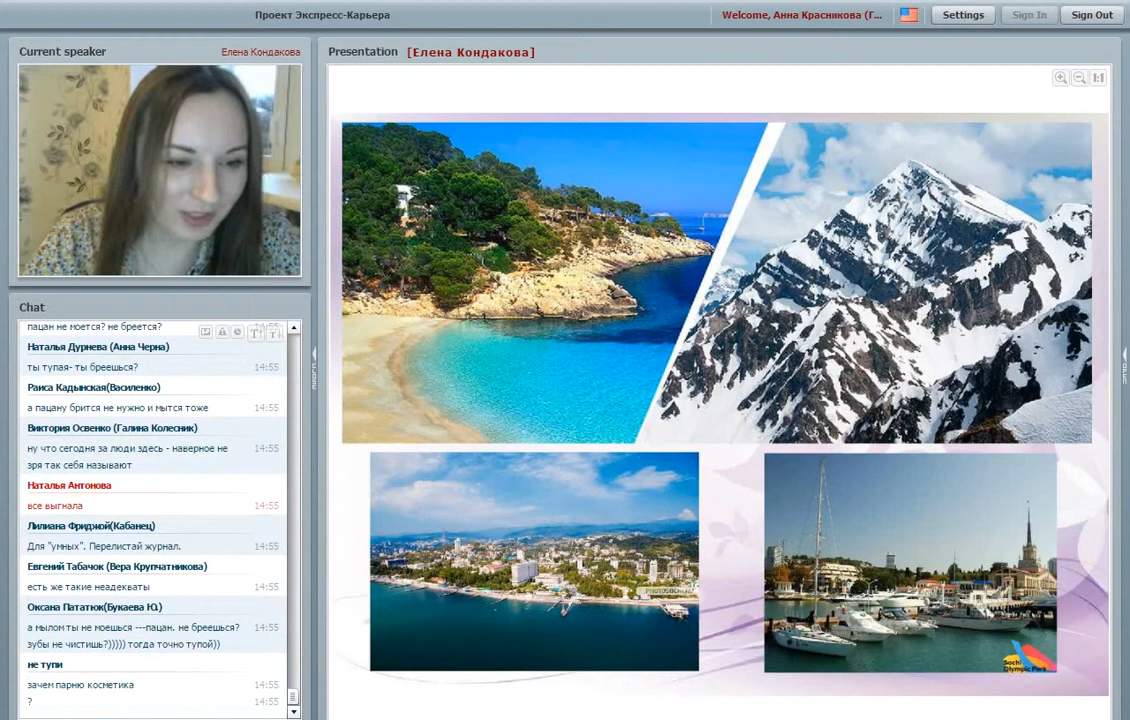 Проект Экспресс-Карьера
Welcome, Анна Красникова (Г...
Settings
Sign In
Sign Out
Current speaker
Елена Кондакова
Presentation [Елена Кондакова]
1:1
Chat
пацан не моется? не бреется?
Наталья Дурнева (Анна Черна)
ты тупая- ты бреешься? 14:55
Раиса Кадынская(Василенко)
а пацану брится не нужно и мытся тоже 14:55
Виктория Освенко (Галина Колесник)
ну что сегодня за люди здесь - наверное не 14:55
зря так себя называют
Наталья Антонова
все выгнала 14:55
Лилиана Фриджой(Кабанец)
Для "умных". Перелистай журнал. 14:55
Евгений Табачок (Вера Крупчатникова)
есть же такие неадекваты 14:55
Оксана Пататюк(Букаева Ю.)
а мылом ты не моешься ---пацан. не бреешься? 14:55
зубы не чистишь?))))) тогда точно тупой))
не тупи
зачем парню косметика 14:55
? 14:55
Sochi
Olympic Park